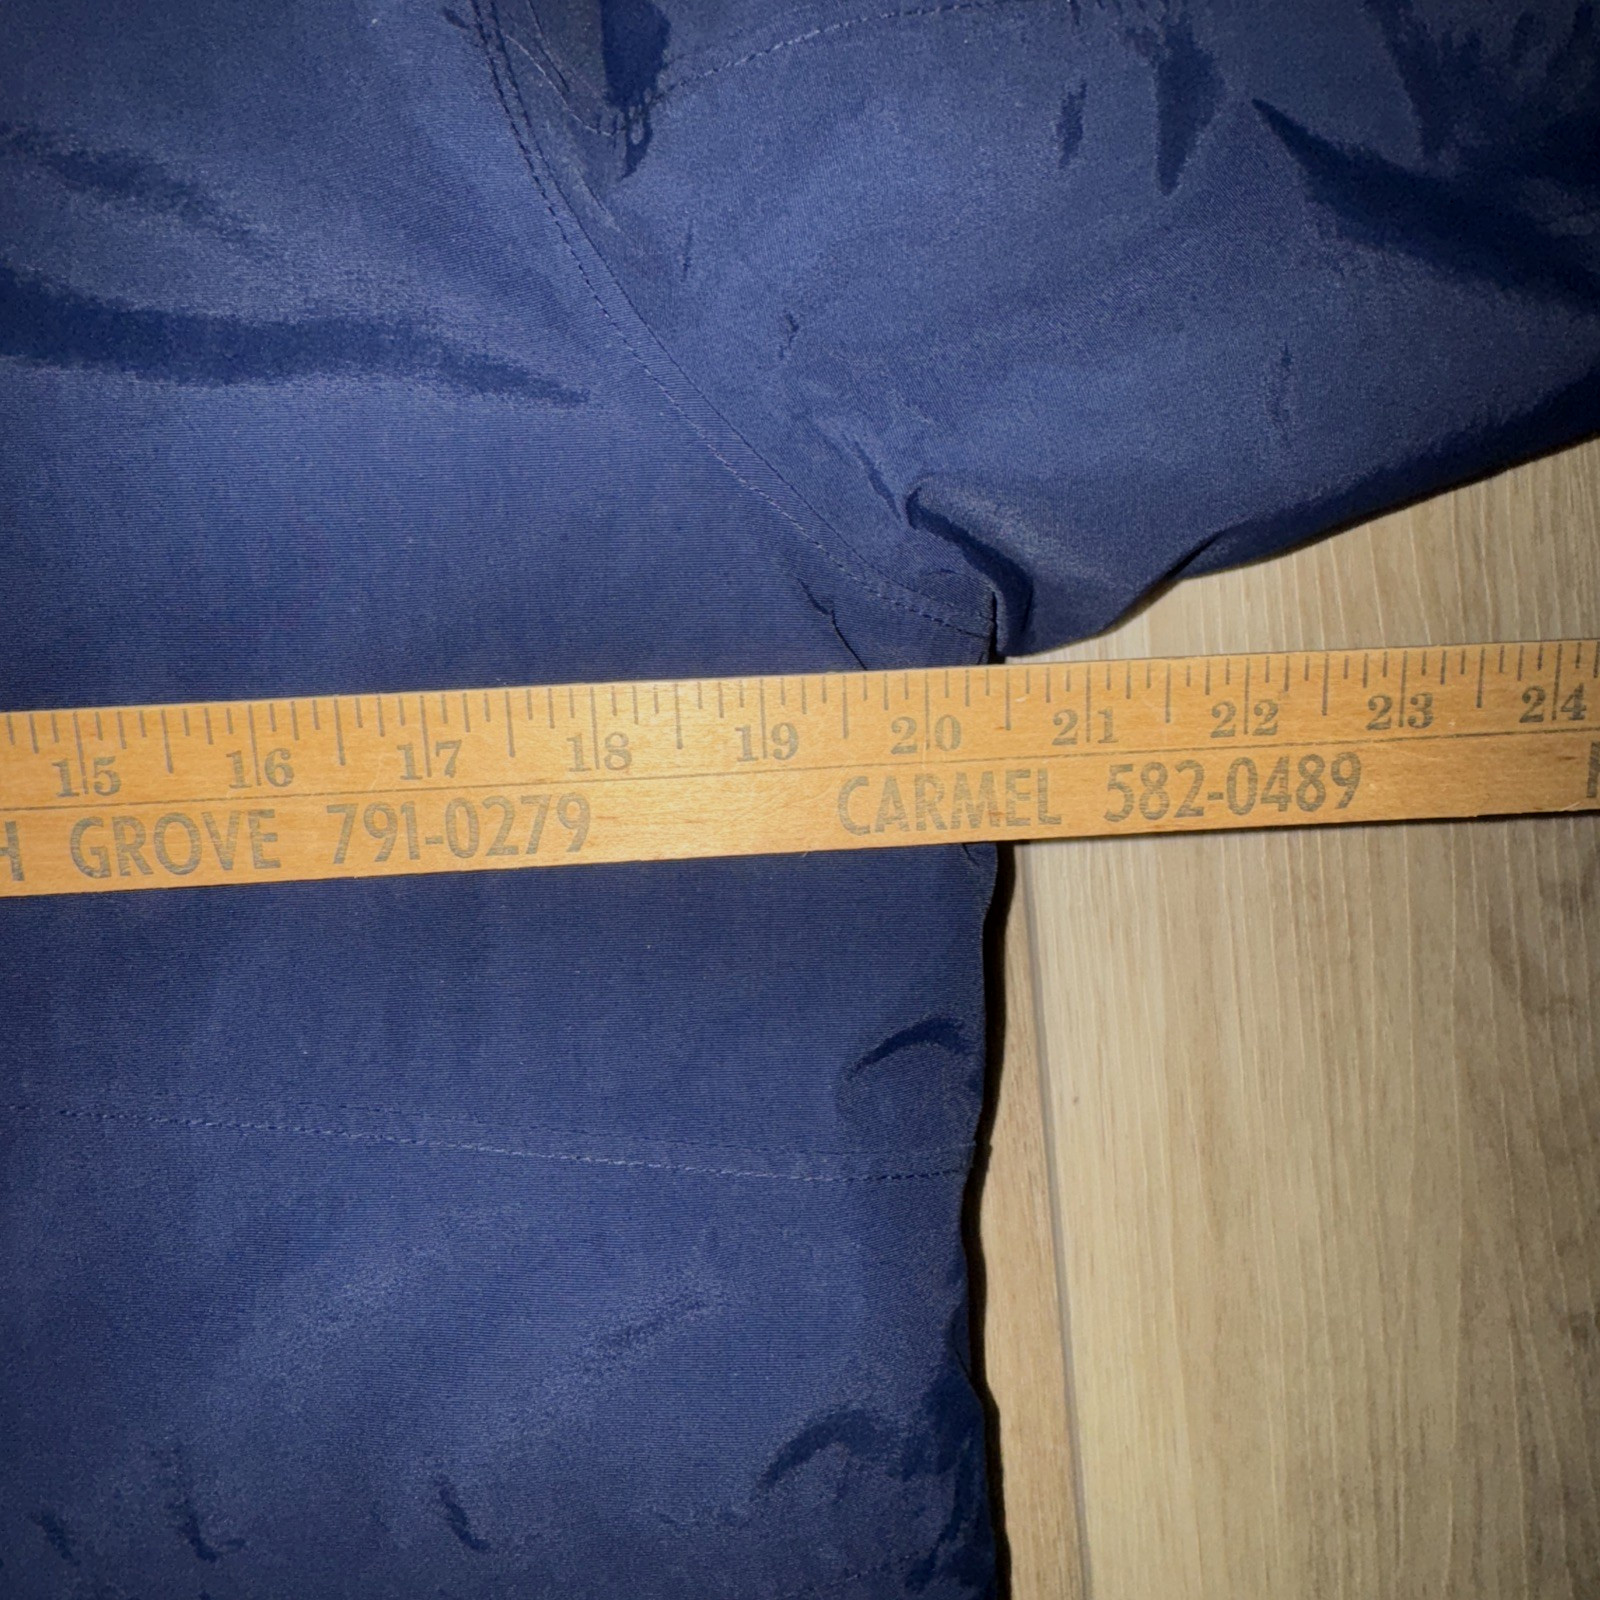 15 16 17 18 19 20 21 22 23 24
GROVE 791-0279 CARMEL 582-0489